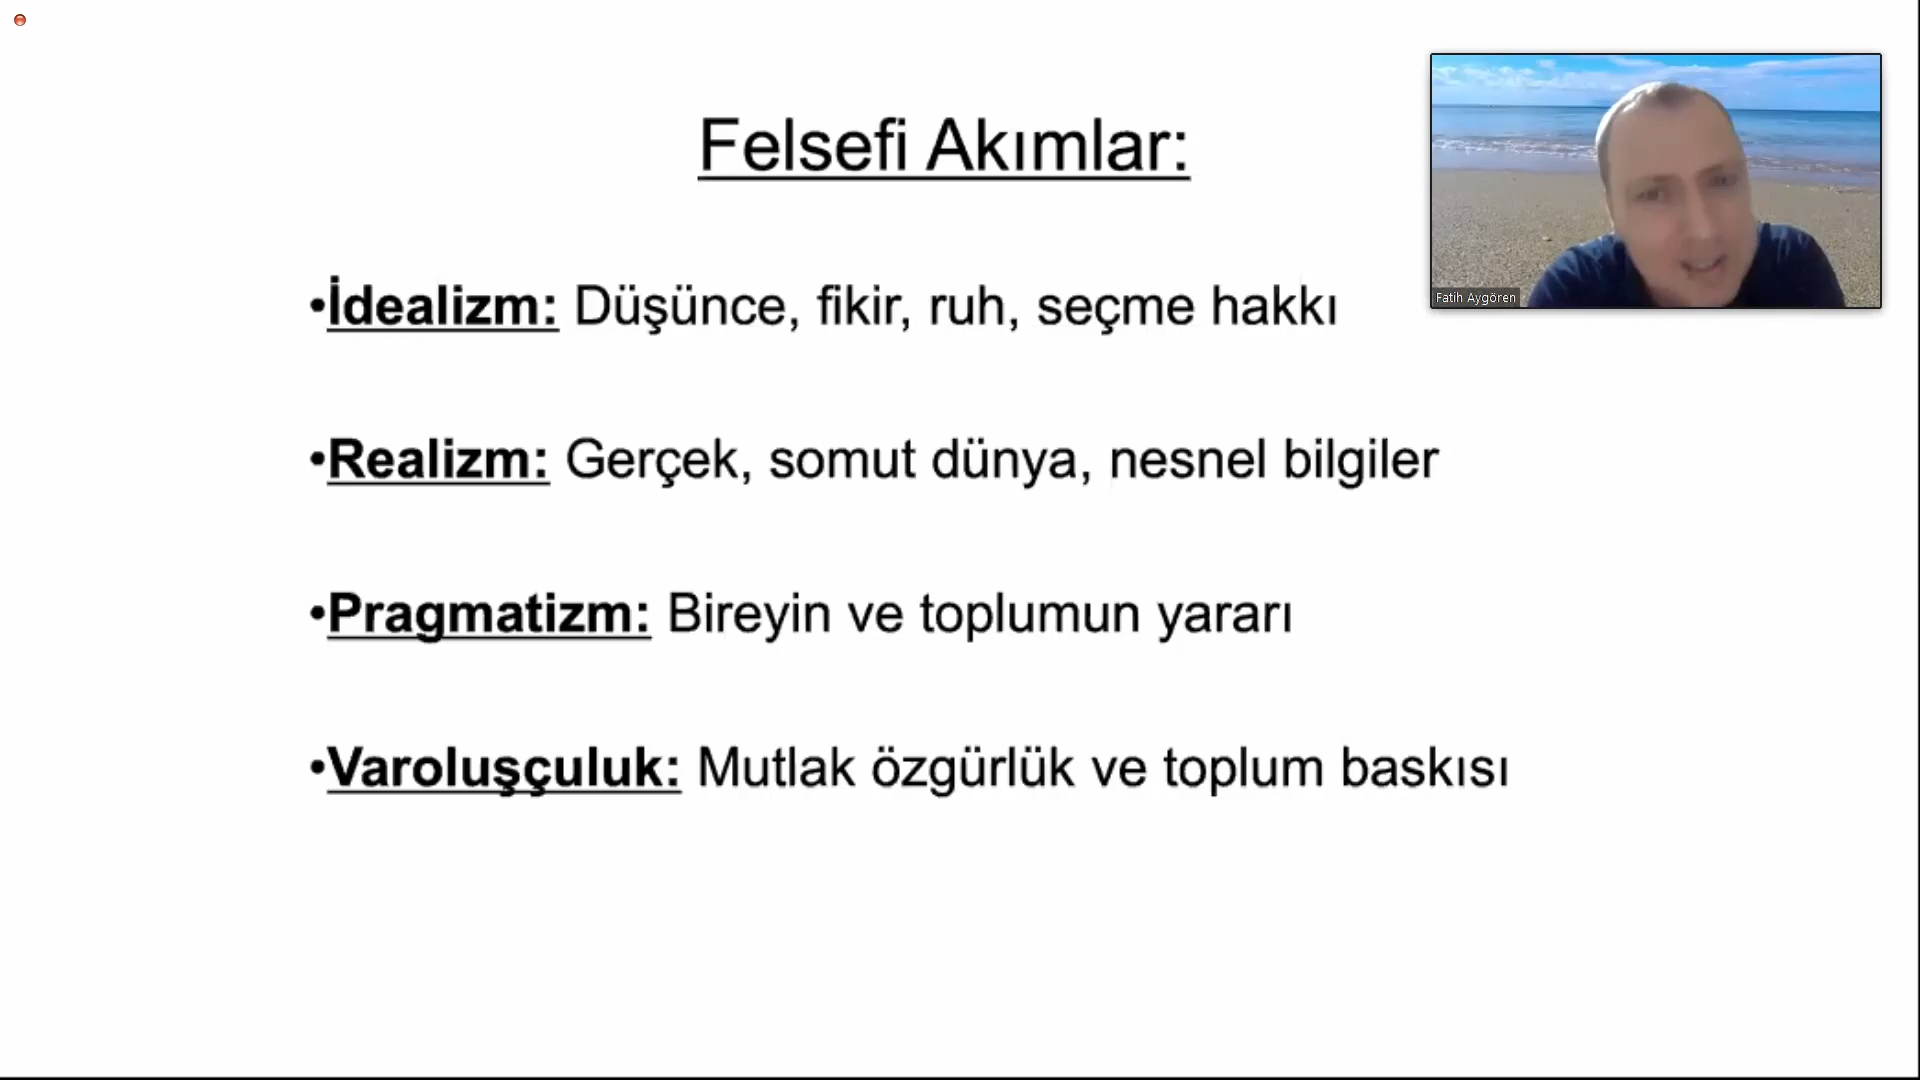 Felsefi Akımlar:
•İdealizm: Düşünce, fikir, ruh, seçme hakkı
•Realizm: Gerçek, somut dünya, nesnel bilgiler
•Pragmatizm: Bireyin ve toplumun yararı
•Varoluşçuluk: Mutlak özgürlük ve toplum baskısı
Fatih Aygören